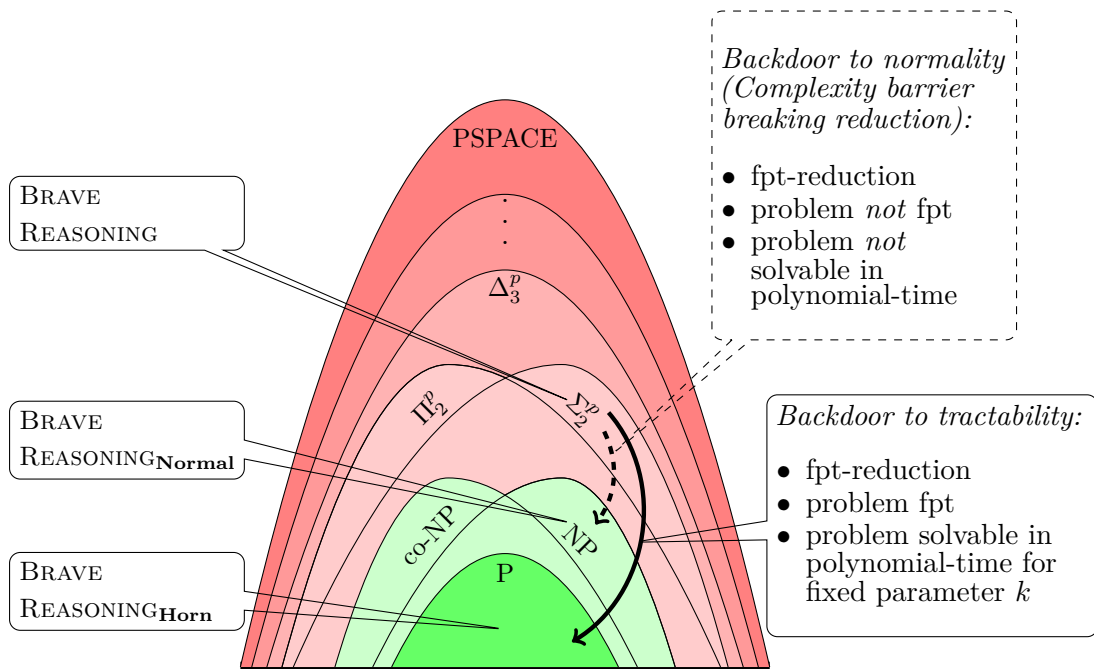 Backdoor to normality
(Complexity barrier
breaking reduction):
• fpt-reduction
• problem not fpt
• problem not
solvable in
polynomial-time
PSPACE
BRAVE
REASONING
Δ₃ᵖ
Π₂ᵖ
Σ₂ᵖ
BRAVE
REASONING_Normal
Backdoor to tractability:
• fpt-reduction
• problem fpt
• problem solvable in
polynomial-time for
fixed parameter k
co-NP
NP
P
BRAVE
REASONING_Horn